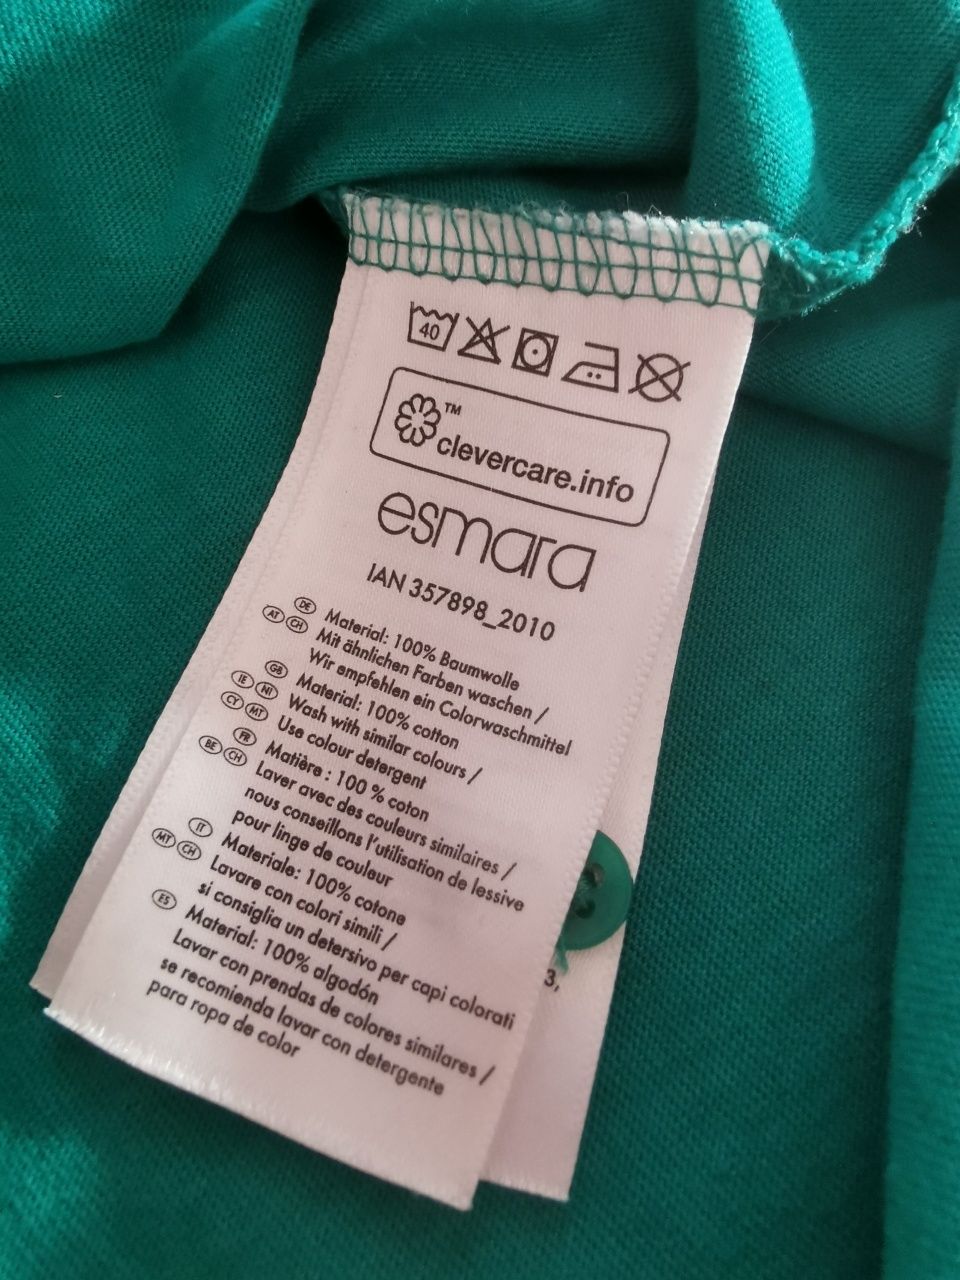 40
™
clevercare.info
esmara
IAN 357898_2010
DE
AT CH
Material: 100% Baumwolle
Mit ähnlichen Farben waschen /
Wir empfehlen ein Colorwaschmittel
GB
IE NI
CY MT
Material: 100% cotton
Wash with similar colours /
Use colour detergent
FR
BE CH
Matière : 100 % coton
Laver avec des couleurs similaires /
nous conseillons l'utilisation de lessive
pour linge de couleur
IT
MT CH
Materiale: 100% cotone
Lavare con colori simili /
si consiglia un detersivo per capi colorati
ES
Material: 100% algodón
Lavar con prendas de colores similares /
se recomienda lavar con detergente
para ropa de color
3,